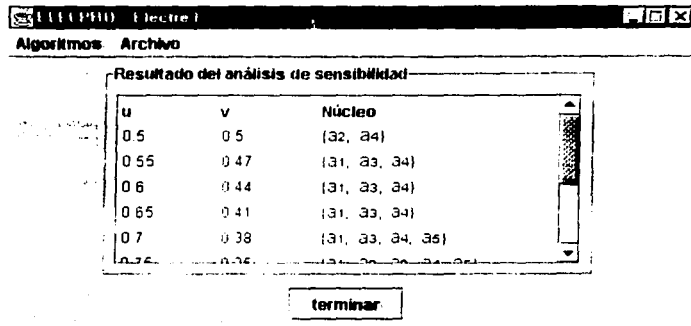 ELECPRO Electre I
Algoritmos Archivo
Resultado del análisis de sensibilidad
u v Núcleo
0.5 0.5 {a2, a4}
0.55 0.47 {a1, a3, a4}
0.6 0.44 {a1, a3, a4}
0.65 0.41 {a1, a3, a4}
0.7 0.38 {a1, a3, a4, a5}
terminar